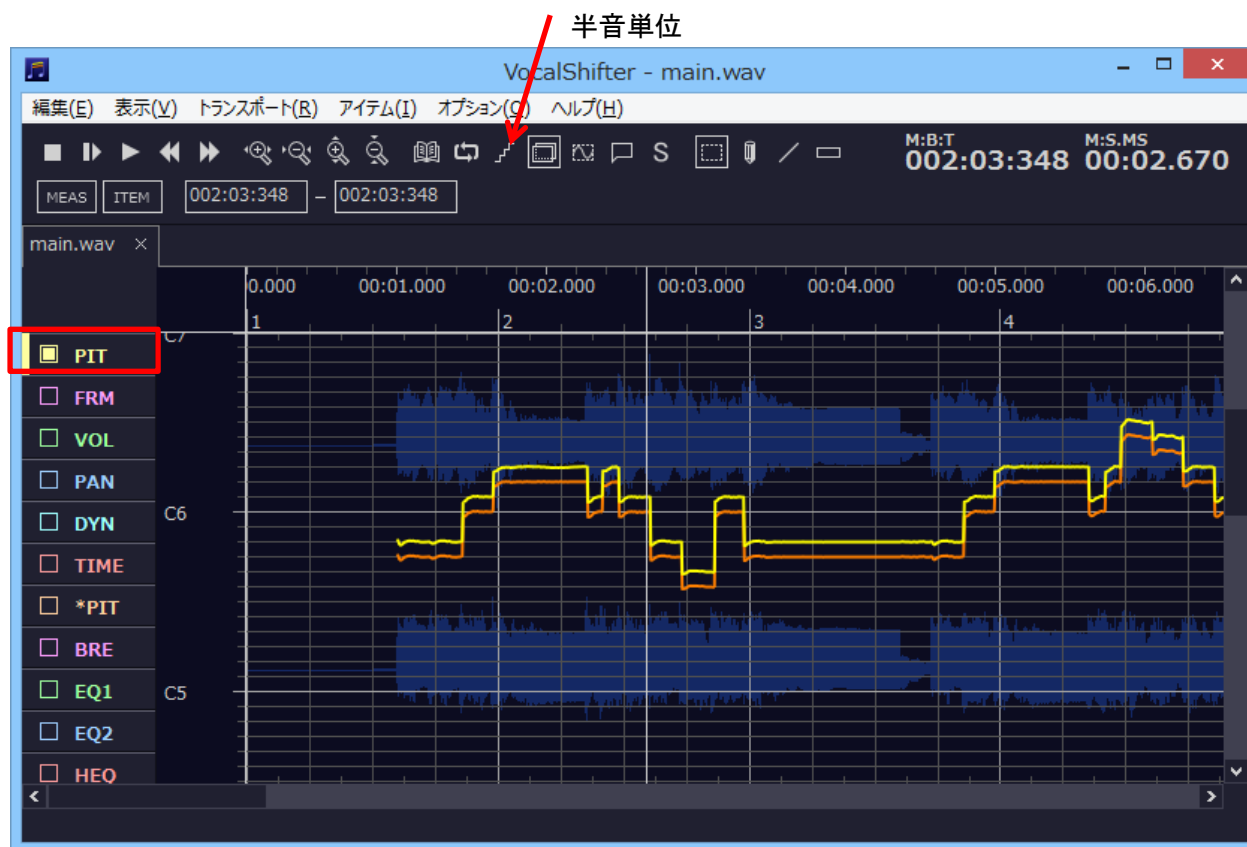 半音単位
VocalShifter - main.wav
編集(E) 表示(V) トランスポート(R) アイテム(I) オプション(O) ヘルプ(H)
S
M:B:T
002:03:348
M:S.MS
00:02.670
MEAS ITEM 002:03:348 – 002:03:348
main.wav
0.000 00:01.000 00:02.000 00:03.000 00:04.000 00:05.000 00:06.000
1 2 3 4
C7
PIT
FRM
VOL
PAN
C6
DYN
TIME
*PIT
BRE
EQ1
C5
EQ2
HEQ